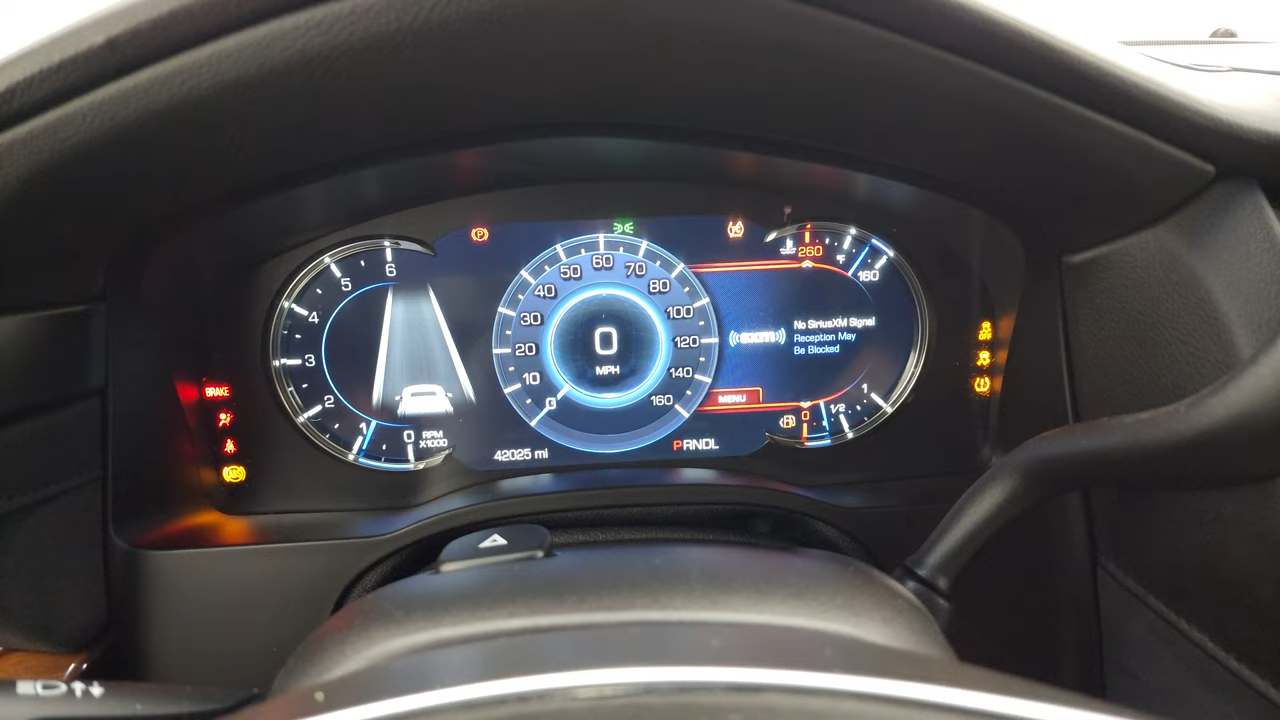 P
260
F
160
6
5
4
3
2
1
0 RPM
X1000
60
50
70
40
80
30
100
20
120
10
140
0
160
0
MPH
((sxm))
No SiriusXM Signal
Reception May
Be Blocked
MENU
1
1/2
0
42025 mi
PRNDL
BRAKE
ABS
OFF